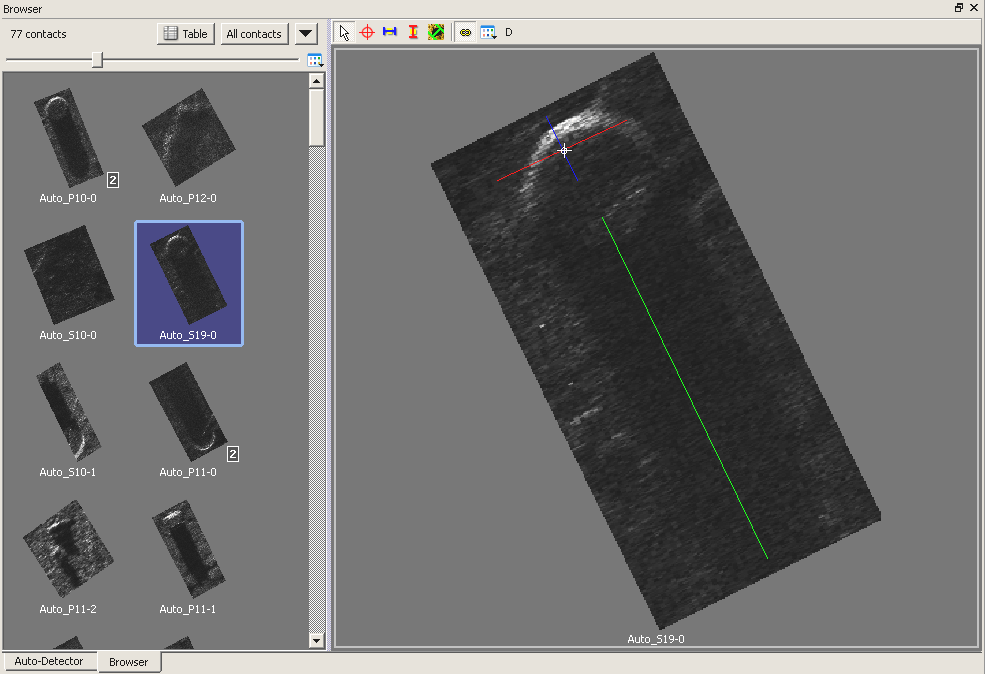 Browser
77 contacts
Table
All contacts
D
2
Auto_P10-0
Auto_P12-0
Auto_S10-0
Auto_S19-0
Auto_S10-1
Auto_P11-0
2
Auto_P11-2
Auto_P11-1
Auto_S19-0
Auto-Detector
Browser